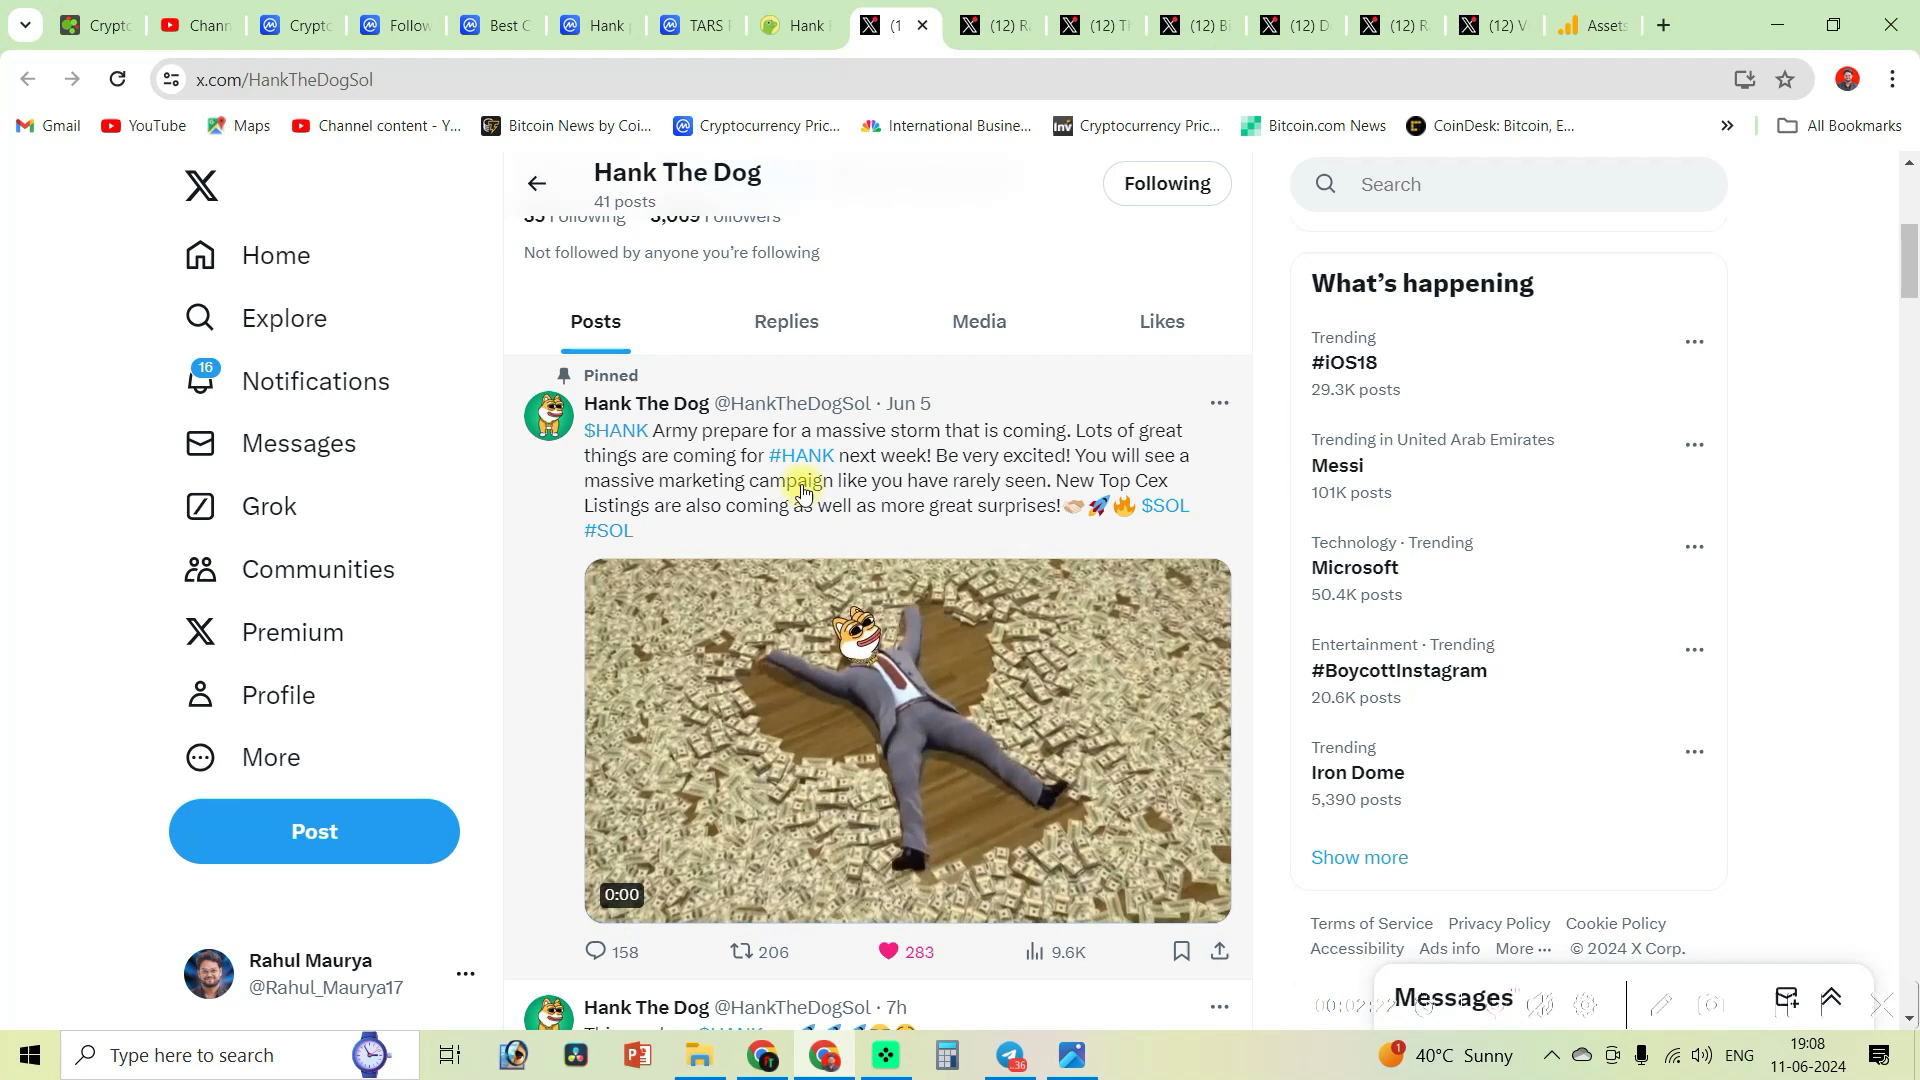 Crypto
Chann
Crypto
Follow
Best C
Hank
TARS
Hank
(1
(12) R
(12) T
(12) B
(12) D
(12) R
(12) V
Assets
x.com/HankTheDogSol
Gmail
YouTube
Maps
Channel content - Y...
Bitcoin News by Coi...
Cryptocurrency Pric...
International Busine...
Cryptocurrency Pric...
Bitcoin.com News
CoinDesk: Bitcoin, E...
All Bookmarks
Home
Explore
16
Notifications
Messages
Grok
Communities
Premium
Profile
More
Post
Rahul Maurya
@Rahul_Maurya17
Hank The Dog
41 posts
Following
Following Followers
Not followed by anyone you're following
Posts
Replies
Media
Likes
Pinned
Hank The Dog @HankTheDogSol · Jun 5
$HANK Army prepare for a massive storm that is coming. Lots of great
things are coming for #HANK next week! Be very excited! You will see a
massive marketing campaign like you have rarely seen. New Top Cex
Listings are also coming as well as more great surprises!🤝🏻🚀🔥 $SOL
#SOL
0:00
158
206
283
9.6K
Hank The Dog @HankTheDogSol · 7h
Search
What's happening
Trending
#iOS18
29.3K posts
Trending in United Arab Emirates
Messi
101K posts
Technology · Trending
Microsoft
50.4K posts
Entertainment · Trending
#BoycottInstagram
20.6K posts
Trending
Iron Dome
5,390 posts
Show more
Terms of Service Privacy Policy Cookie Policy
Accessibility Ads info More ··· © 2024 X Corp.
Messages
Type here to search
36
1
40°C Sunny
ENG
19:08
11-06-2024